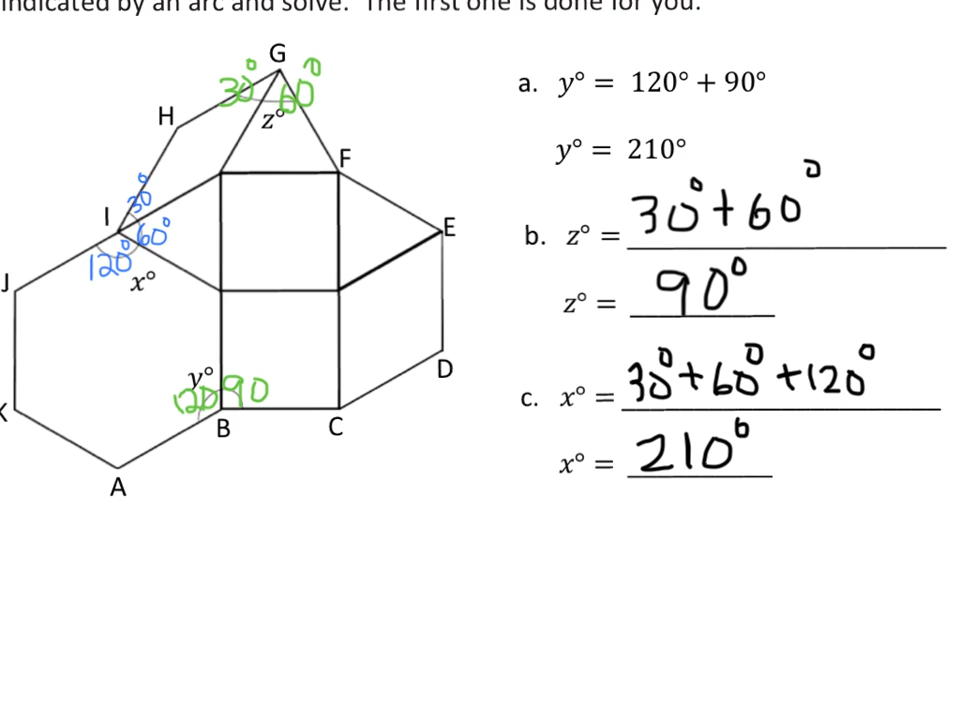 indicated by an arc and solve. The first one is done for you.
G
30° 60°
z°
H
F
30°
I
60°
E
120°
x°
J
y°
120 90
D
K
B
C
A
a. y° = 120° + 90°
y° = 210°
b. z° = 30° + 60°
z° = 90°
c. x° = 30° + 60° + 120°
x° = 210°